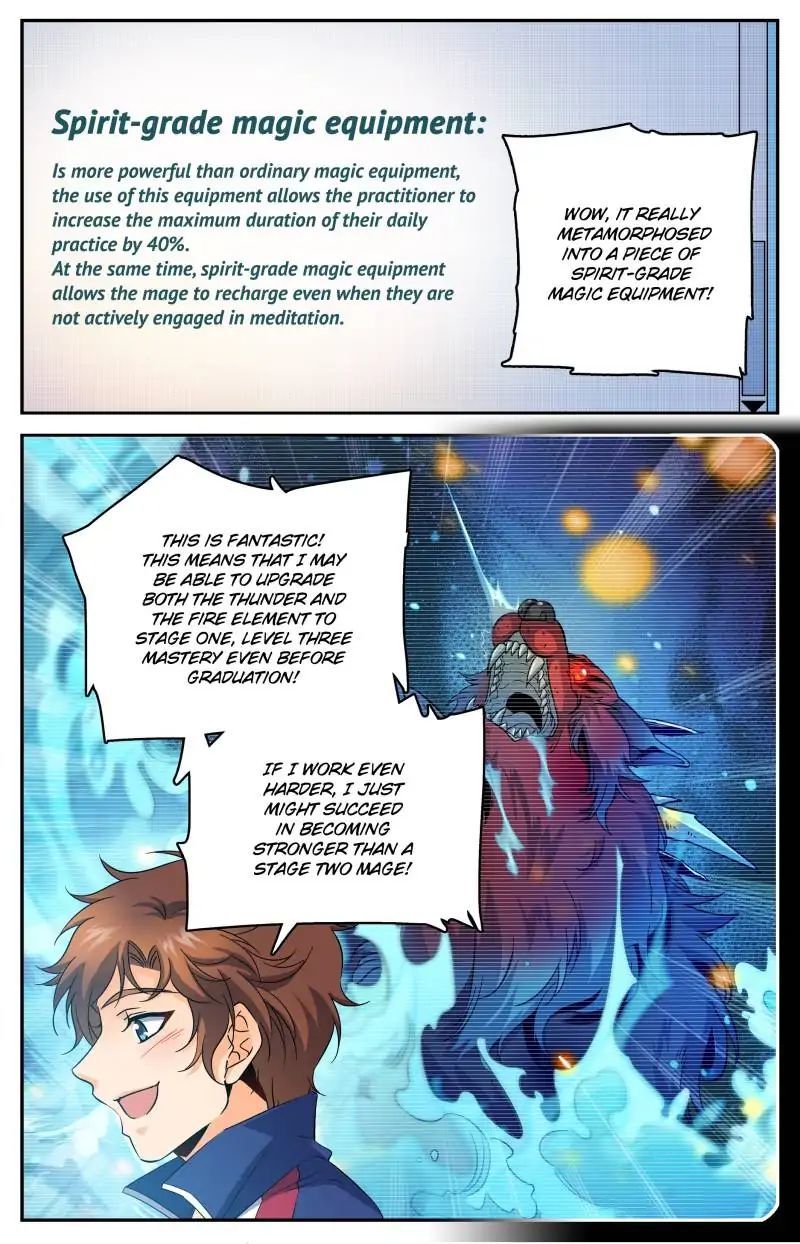 Spirit-grade magic equipment:
Is more powerful than ordinary magic equipment,
the use of this equipment allows the practitioner to
increase the maximum duration of their daily
practice by 40%.
At the same time, spirit-grade magic equipment
allows the mage to recharge even when they are
not actively engaged in meditation.
WOW, IT REALLY
METAMORPHOSED
INTO A PIECE OF
SPIRIT-GRADE
MAGIC EQUIPMENT!
THIS IS FANTASTIC!
THIS MEANS THAT I MAY
BE ABLE TO UPGRADE
BOTH THE THUNDER AND
THE FIRE ELEMENT TO
STAGE ONE, LEVEL THREE
MASTERY EVEN BEFORE
GRADUATION!
IF I WORK EVEN
HARDER, I JUST
MIGHT SUCCEED
IN BECOMING
STRONGER THAN A
STAGE TWO MAGE!